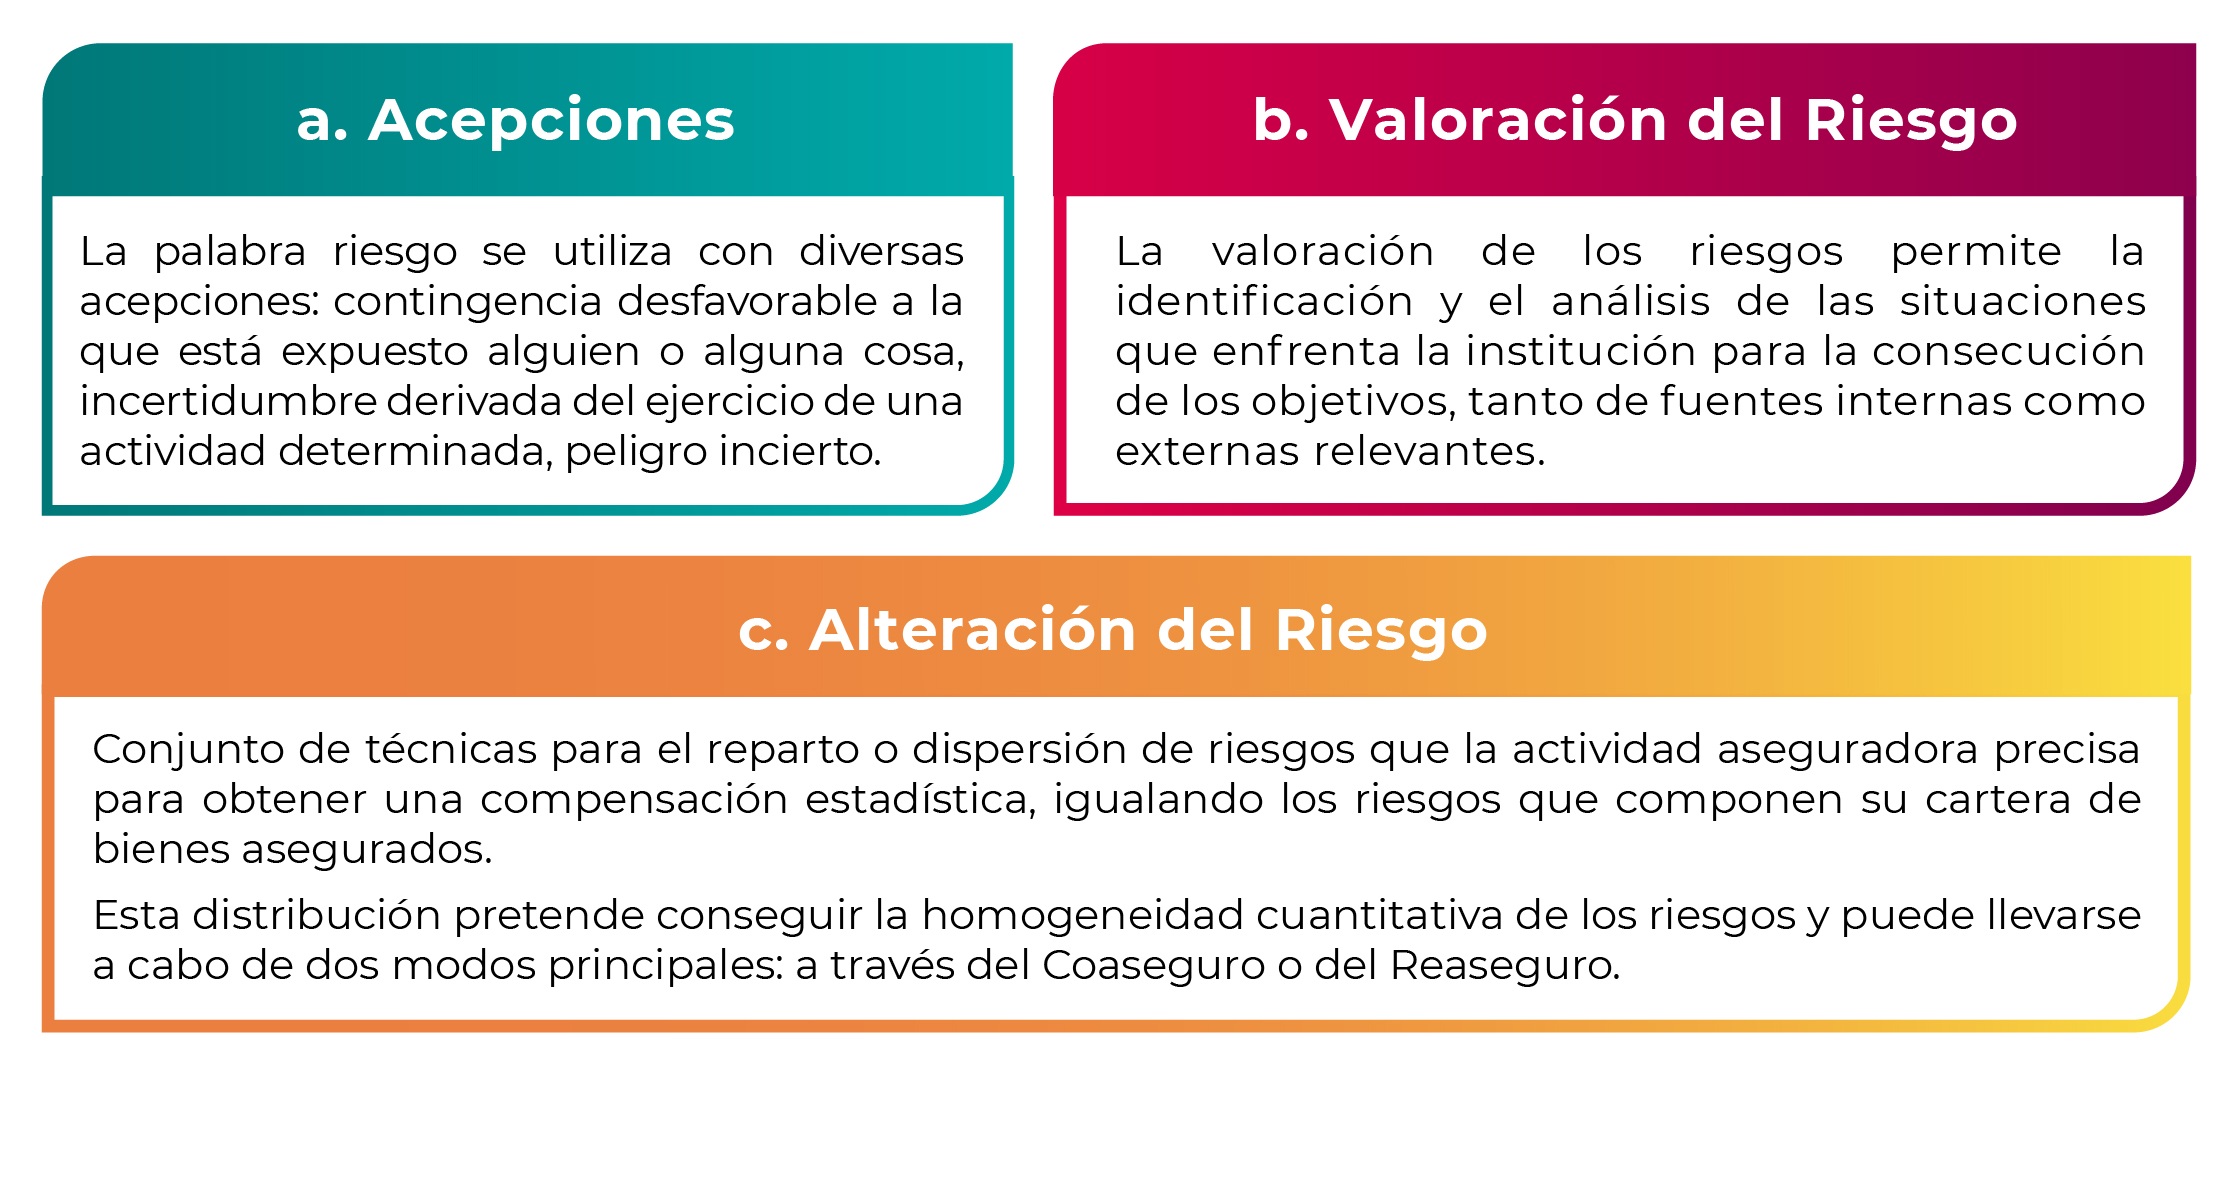 a. Acepciones
La palabra riesgo se utiliza con diversas
acepciones: contingencia desfavorable a la
que está expuesto alguien o alguna cosa,
incertidumbre derivada del ejercicio de una
actividad determinada, peligro incierto.
b. Valoración del Riesgo
La valoración de los riesgos permite la
identificación y el análisis de las situaciones
que enfrenta la institución para la consecución
de los objetivos, tanto de fuentes internas como
externas relevantes.
c. Alteración del Riesgo
Conjunto de técnicas para el reparto o dispersión de riesgos que la actividad aseguradora precisa
para obtener una compensación estadística, igualando los riesgos que componen su cartera de
bienes asegurados.
Esta distribución pretende conseguir la homogeneidad cuantitativa de los riesgos y puede llevarse
a cabo de dos modos principales: a través del Coaseguro o del Reaseguro.